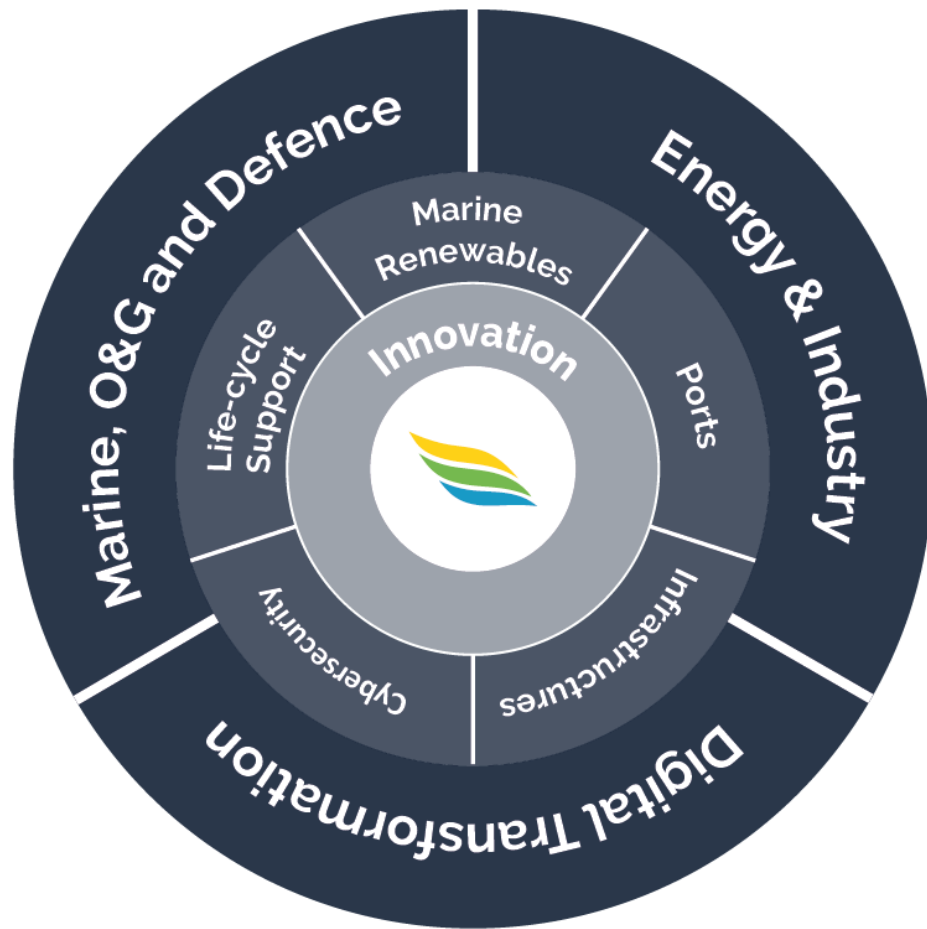 Marine, O&G and Defence
Energy & Industry
Digital Transformation
Marine
Renewables
Ports
Infrastructures
Cybersecurity
Life-cycle
Support
Innovation